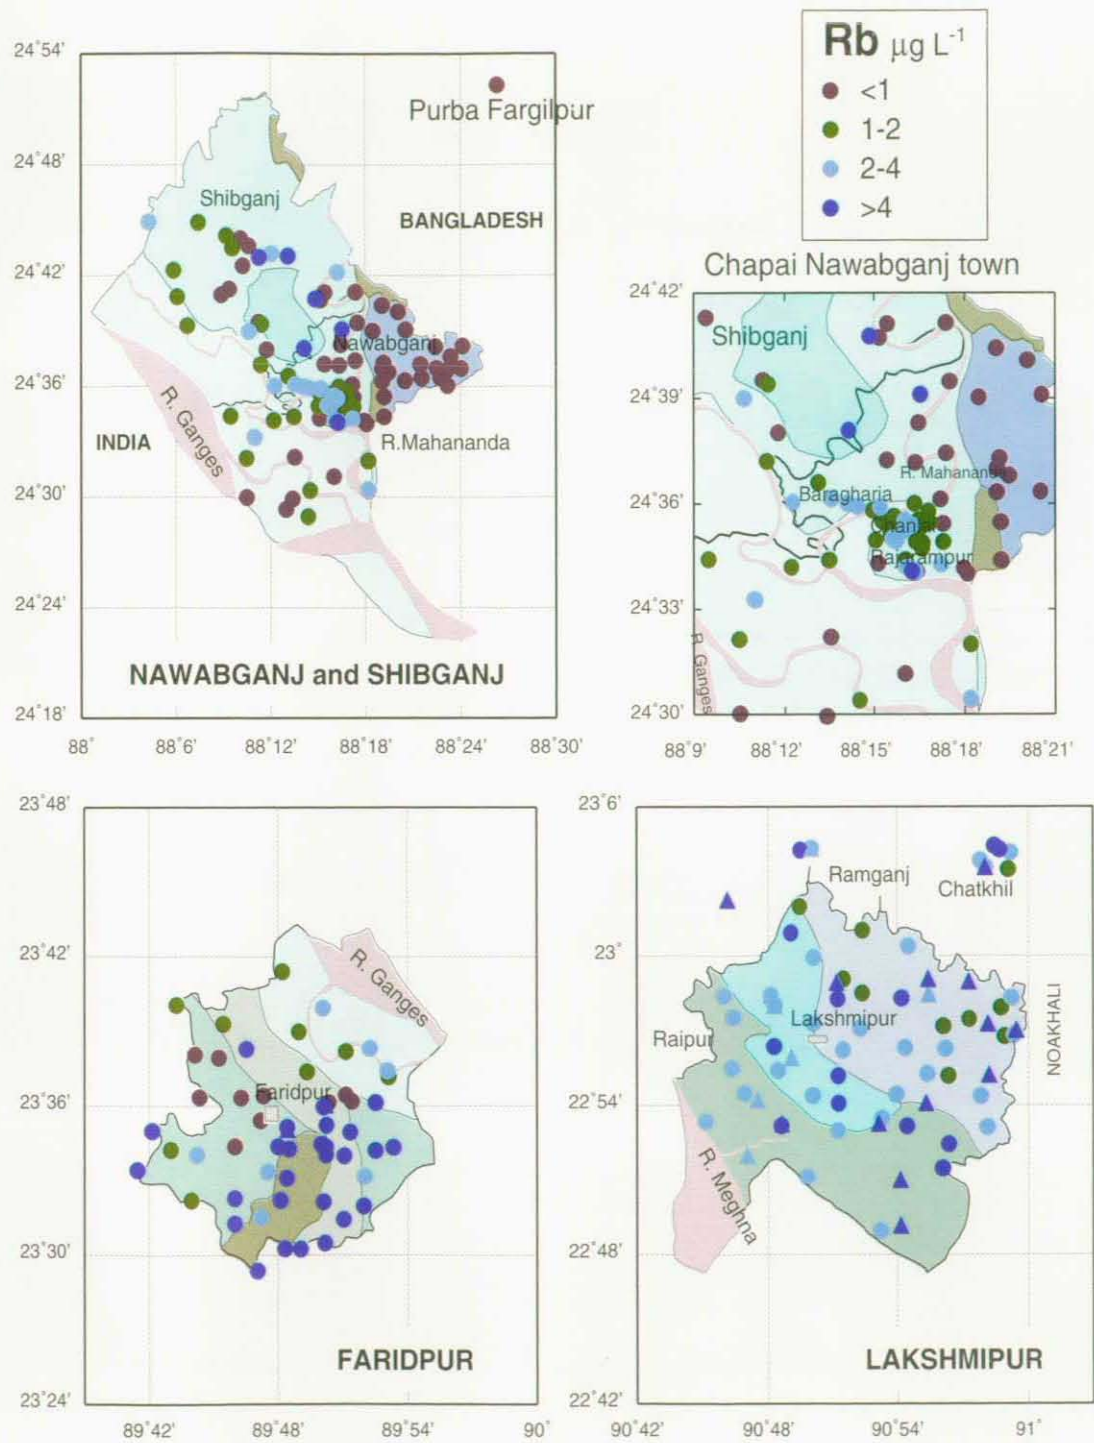 Rb µg L⁻¹
<1
1-2
2-4
>4
24°54'
24°48'
24°42'
24°36'
24°30'
24°24'
24°18'
88°
88°6'
88°12'
88°18'
88°24'
88°30'
Purba Fargilpur
Shibganj
BANGLADESH
Nawabganj
R. Ganges
INDIA
R.Mahananda
NAWABGANJ and SHIBGANJ
Chapai Nawabganj town
24°42'
24°39'
24°36'
24°33'
24°30'
88°9'
88°12'
88°15'
88°18'
88°21'
Shibganj
R. Mahananda
Baragharia
Rajarampur
R. Ganges
23°48'
23°42'
23°36'
23°30'
23°24'
89°42'
89°48'
89°54'
90°
R. Ganges
Faridpur
FARIDPUR
23°6'
23°
22°54'
22°48'
22°42'
90°42'
90°48'
90°54'
91°
Ramganj
Chatkhil
Lakshmipur
Raipur
NOAKHALI
R. Meghna
LAKSHMIPUR